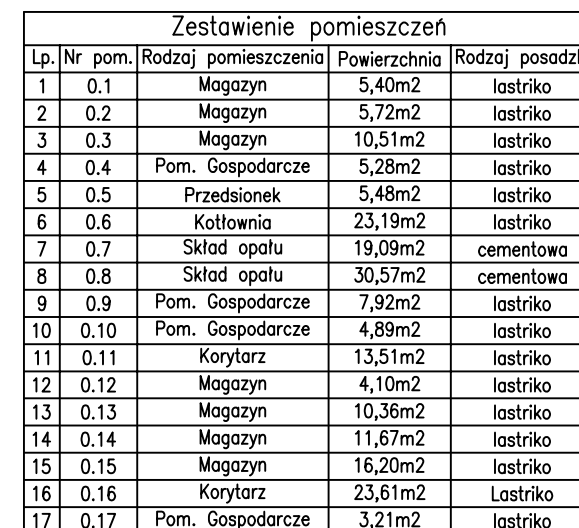 Zestawienie pomieszczeń
Lp. Nr pom. Rodzaj pomieszczenia Powierzchnia Rodzaj
1 0.1 Magazyn 5,40m2 lastriko
2 0.2 Magazyn 5,72m2 lastriko
3 0.3 Magazyn 10,51m2 lastriko
4 0.4 Pom. Gospodarcze 5,28m2 lastriko
5 0.5 Przedsionek 5,48m2 lastriko
6 0.6 Kotłownia 23,19m2 lastriko
7 0.7 Skład opału 19,09m2 cementowa
8 0.8 Skład opału 30,57m2 cementowa
9 0.9 Pom. Gospodarcze 7,92m2 lastriko
10 0.10 Pom. Gospodarcze 4,89m2 lastriko
11 0.11 Korytarz 13,51m2 lastriko
12 0.12 Magazyn 4,10m2 lastriko
13 0.13 Magazyn 10,36m2 lastriko
14 0.14 Magazyn 11,67m2 lastriko
15 0.15 Magazyn 16,20m2 lastriko
16 0.16 Korytarz 23,61m2 Lastriko
17 0.17 Pom. Gospodarcze 3,21m2 lastriko